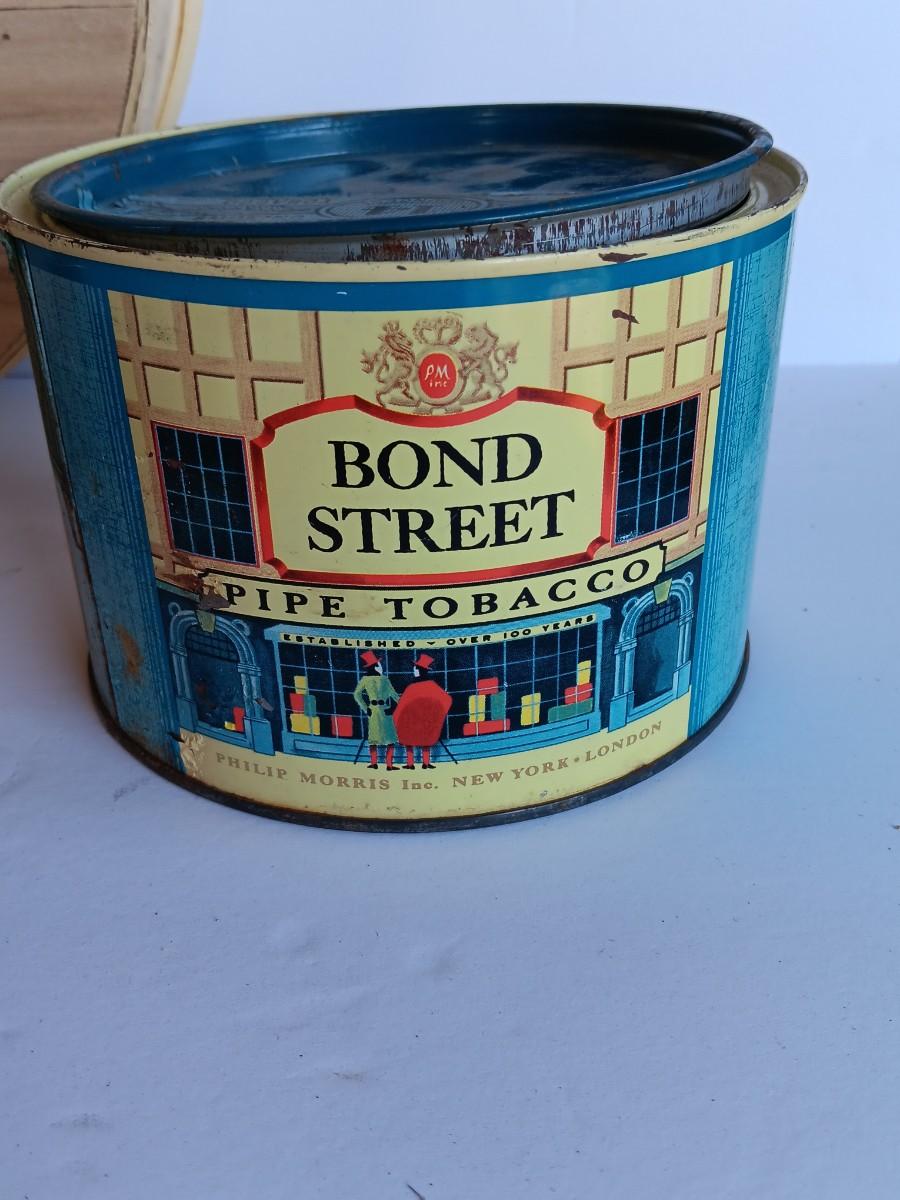 PM
inc
BOND
STREET
PIPE TOBACCO
ESTABLISHED - OVER 100 YEARS
PHILIP MORRIS Inc. NEW YORK • LONDON